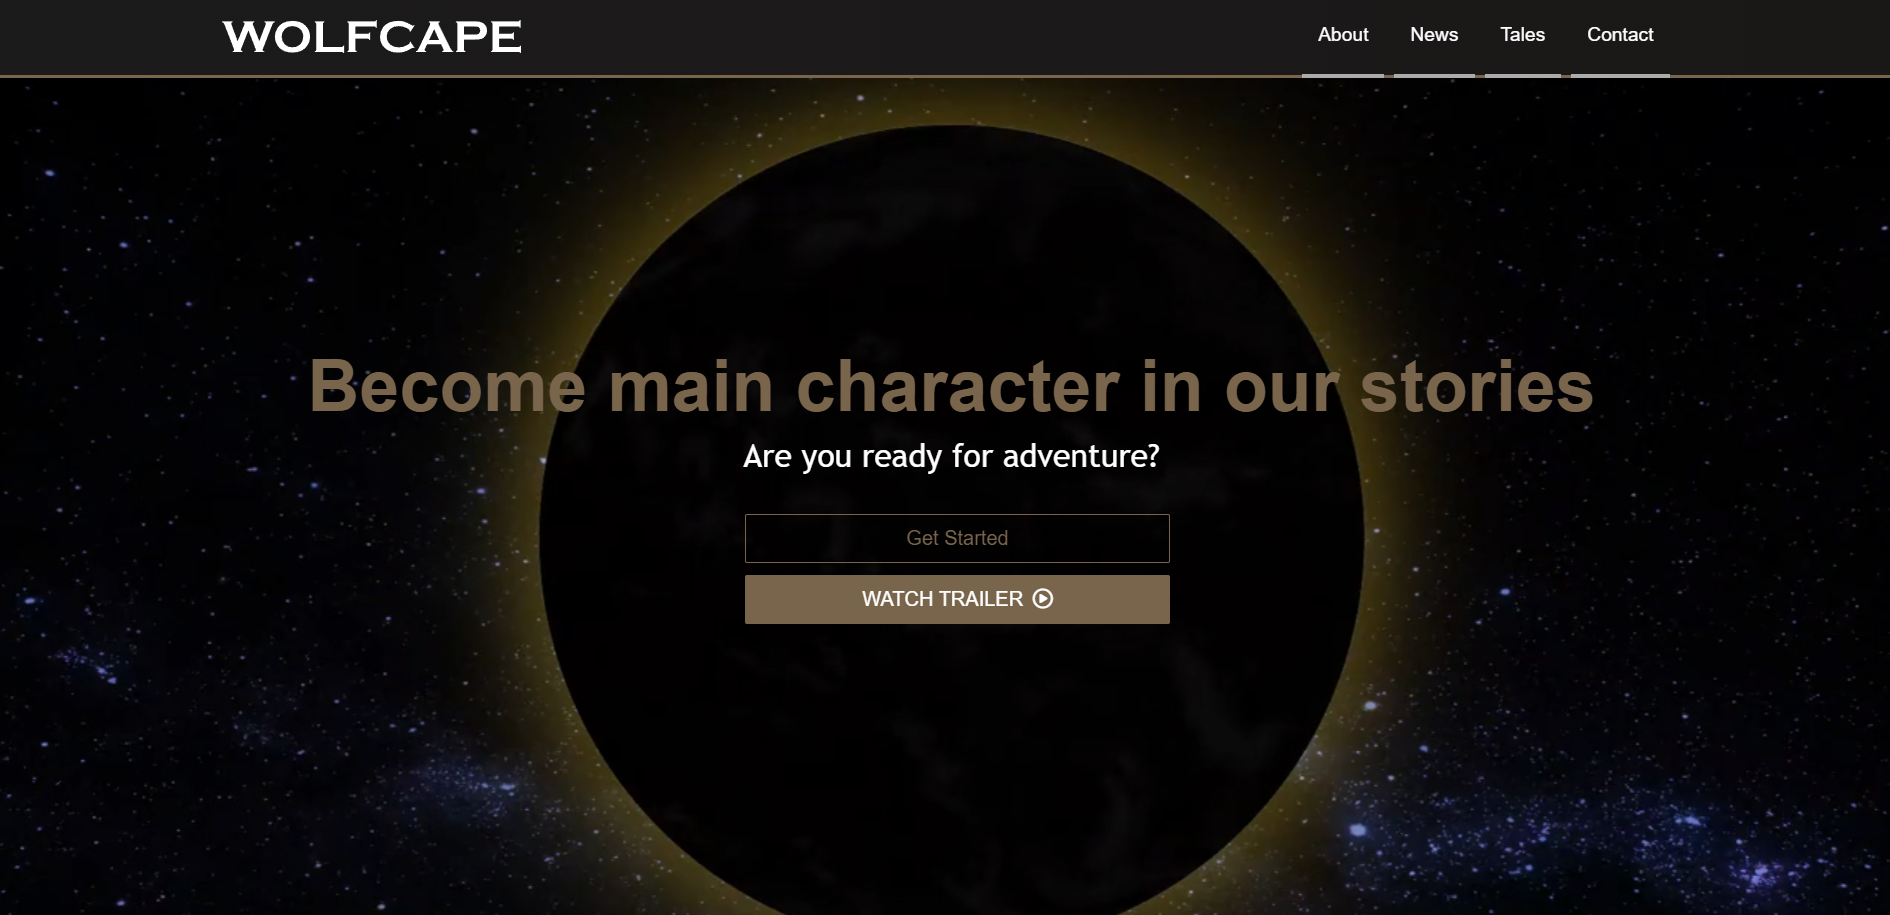 WOLFCAPE
About News Tales Contact
Become main character in our stories
Are you ready for adventure?
Get Started
WATCH TRAILER